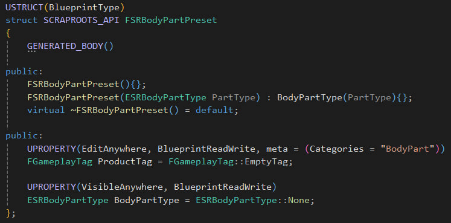 USTRUCT(BlueprintType)
struct SCRAPROOTS_API FSRBodyPartPreset
{
GENERATED_BODY()
public:
FSRBodyPartPreset(){};
FSRBodyPartPreset(ESRBodyPartType PartType) : BodyPartType(PartType){};
virtual ~FSRBodyPartPreset() = default;
public:
UPROPERTY(EditAnywhere, BlueprintReadWrite, meta = (Categories = "BodyPart"))
FGameplayTag ProductTag = FGameplayTag::EmptyTag;
UPROPERTY(VisibleAnywhere, BlueprintReadWrite)
ESRBodyPartType BodyPartType = ESRBodyPartType::None;
};